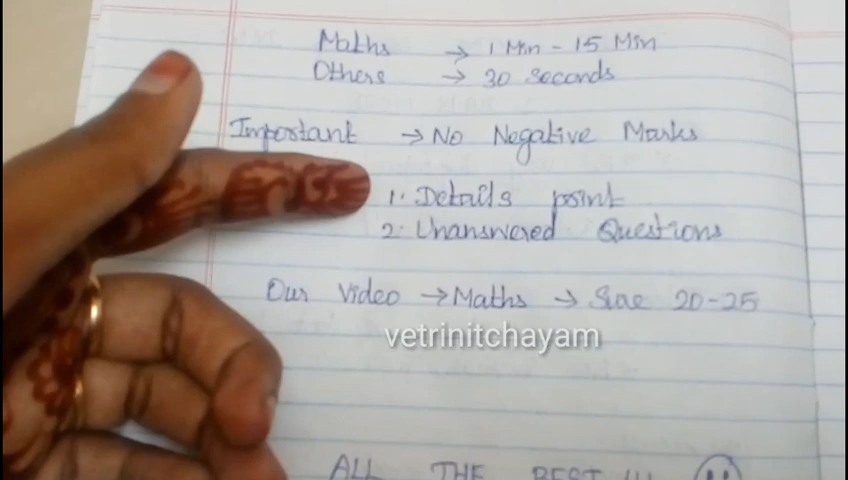 Maths → 1 Min - 15 Min
Others → 30 Seconds
Important → No Negative Marks
1. Details point
2. Unanswered Questions
Our Video → Maths → Sure 20-25
vetrinitchayam
ALL THE BEST !!!